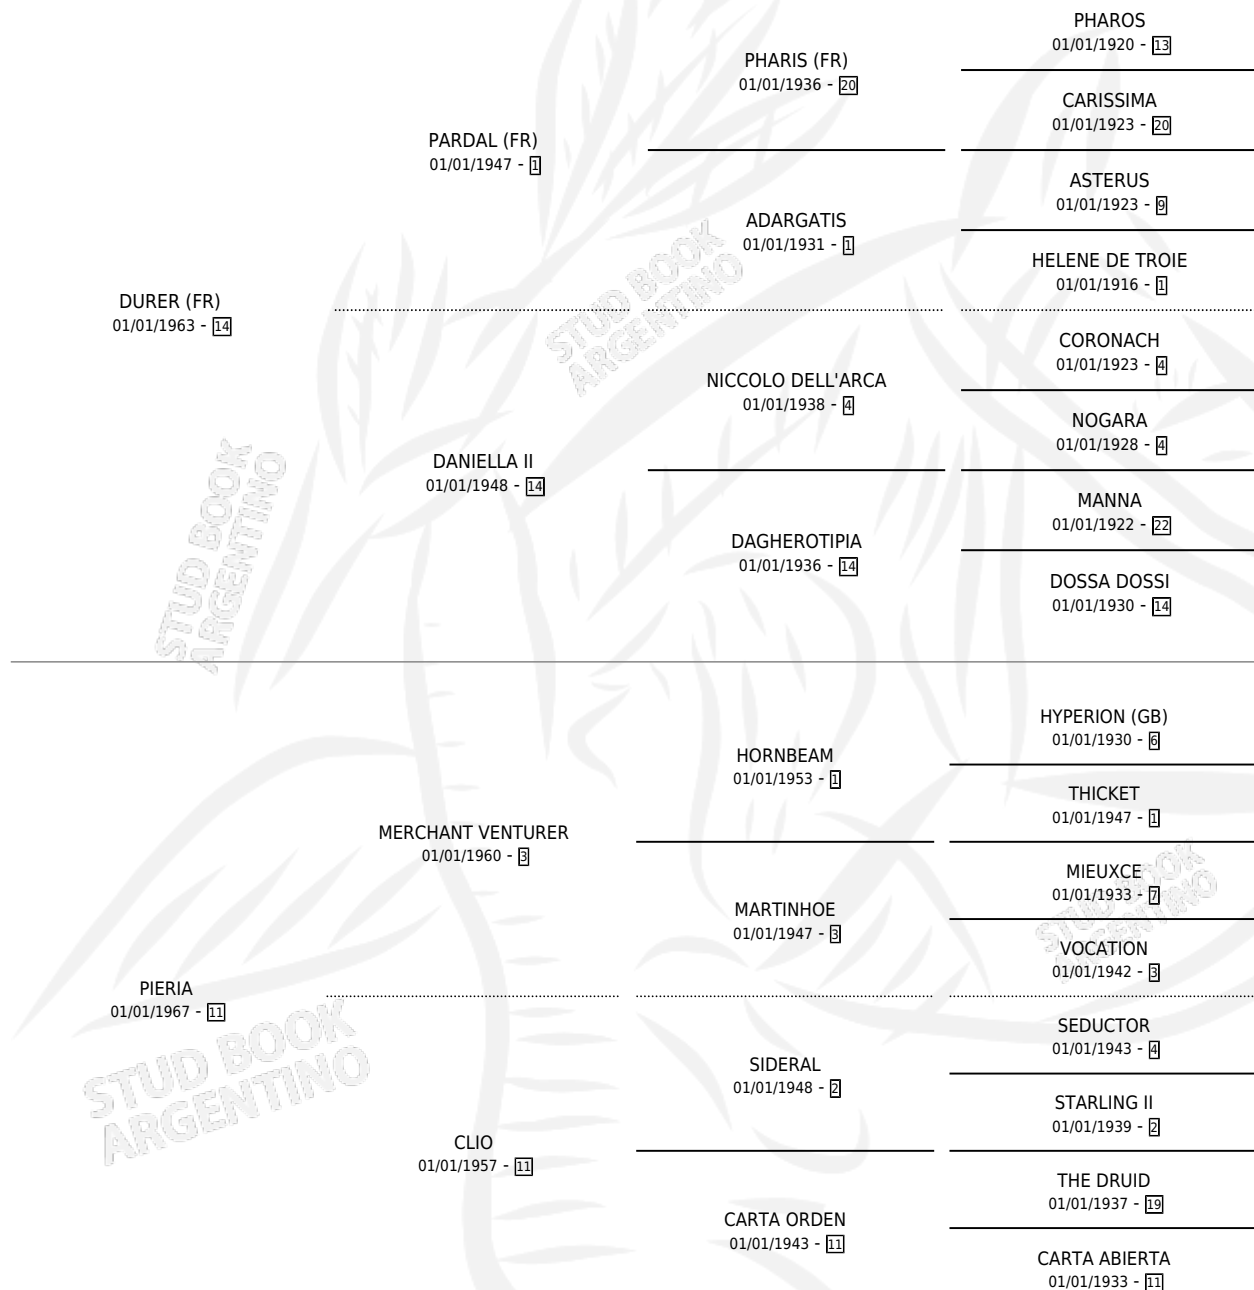 PHAROS
01/01/1920 - 13
PHARIS (FR)
01/01/1936 - 20
CARISSIMA
01/01/1923 - 20
PARDAL (FR)
01/01/1947 - 1
ASTERUS
01/01/1923 - 9
ADARGATIS
01/01/1931 - 1
HELENE DE TROIE
01/01/1916 - 1
DURER (FR)
01/01/1963 - 14
CORONACH
01/01/1923 - 4
NICCOLO DELL'ARCA
01/01/1938 - 4
NOGARA
01/01/1928 - 4
DANIELLA II
01/01/1948 - 14
MANNA
01/01/1922 - 22
DAGHEROTIPIA
01/01/1936 - 14
DOSSA DOSSI
01/01/1930 - 14
HYPERION (GB)
01/01/1930 - 6
HORNBEAM
01/01/1953 - 1
THICKET
01/01/1947 - 1
MERCHANT VENTURER
01/01/1960 - 3
MIEUXCE
01/01/1933 - 7
MARTINHOE
01/01/1947 - 3
VOCATION
01/01/1942 - 3
PIERIA
01/01/1967 - 11
SEDUCTOR
01/01/1943 - 4
SIDERAL
01/01/1948 - 2
STARLING II
01/01/1939 - 2
CLIO
01/01/1957 - 11
THE DRUID
01/01/1937 - 19
CARTA ORDEN
01/01/1943 - 11
CARTA ABIERTA
01/01/1933 - 11
STUD BOOK
ARGENTINO
STUD BOOK
ARGENTINO
STUD BOOK
ARGENTINO
STUD BOOK
ARGENTINO